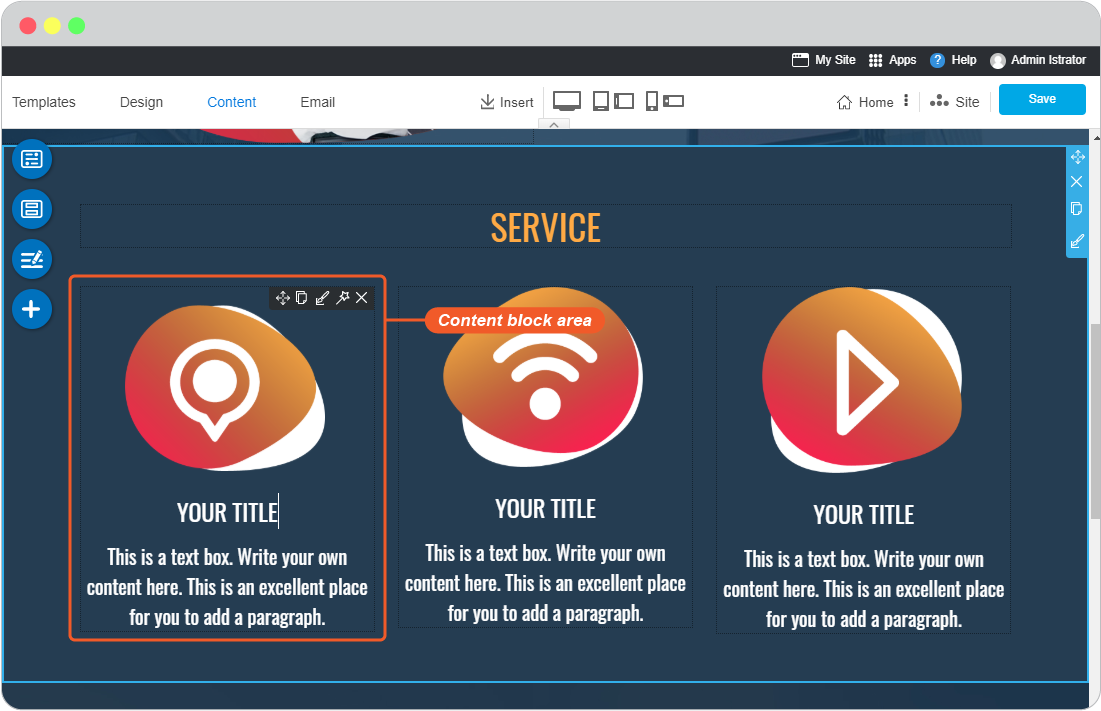 My Site Apps ? Help Admin Istrator
Templates Design Content Email Insert Home Site Save
SERVICE
Content block area
YOUR TITLE
This is a text box. Write your own
content here. This is an excellent place
for you to add a paragraph.
YOUR TITLE
This is a text box. Write your own
content here. This is an excellent place
for you to add a paragraph.
YOUR TITLE
This is a text box. Write your own
content here. This is an excellent place
for you to add a paragraph.